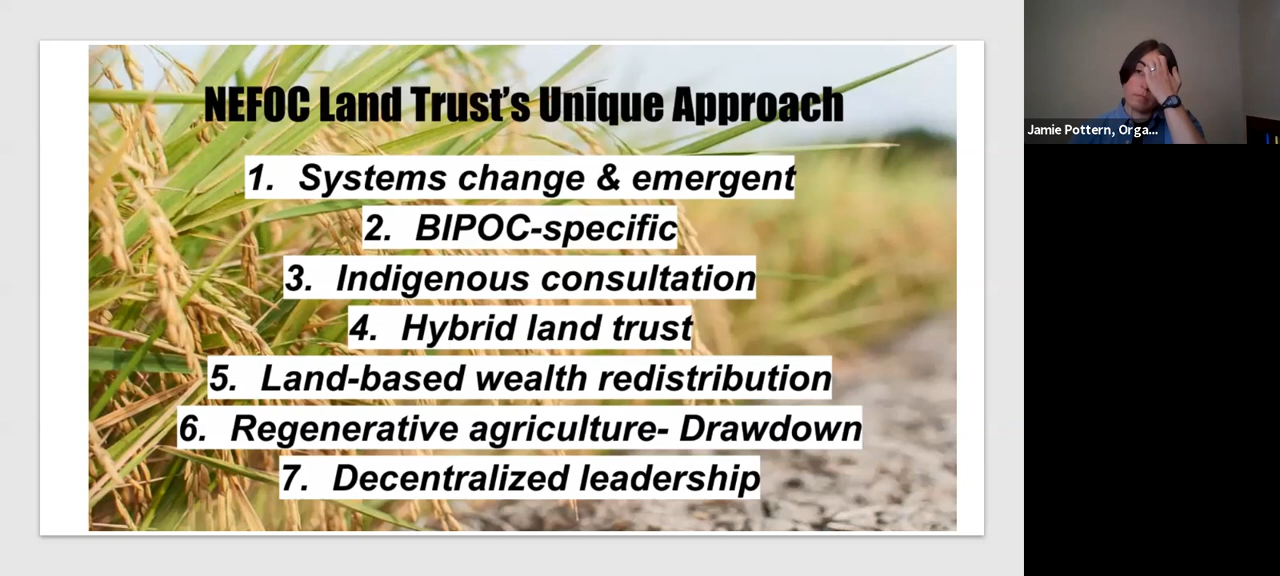 NEFOC Land Trust's Unique Approach
1. Systems change & emergent
2. BIPOC-specific
3. Indigenous consultation
4. Hybrid land trust
5. Land-based wealth redistribution
6. Regenerative agriculture- Drawdown
7. Decentralized leadership
Jamie Pottern, Orga...